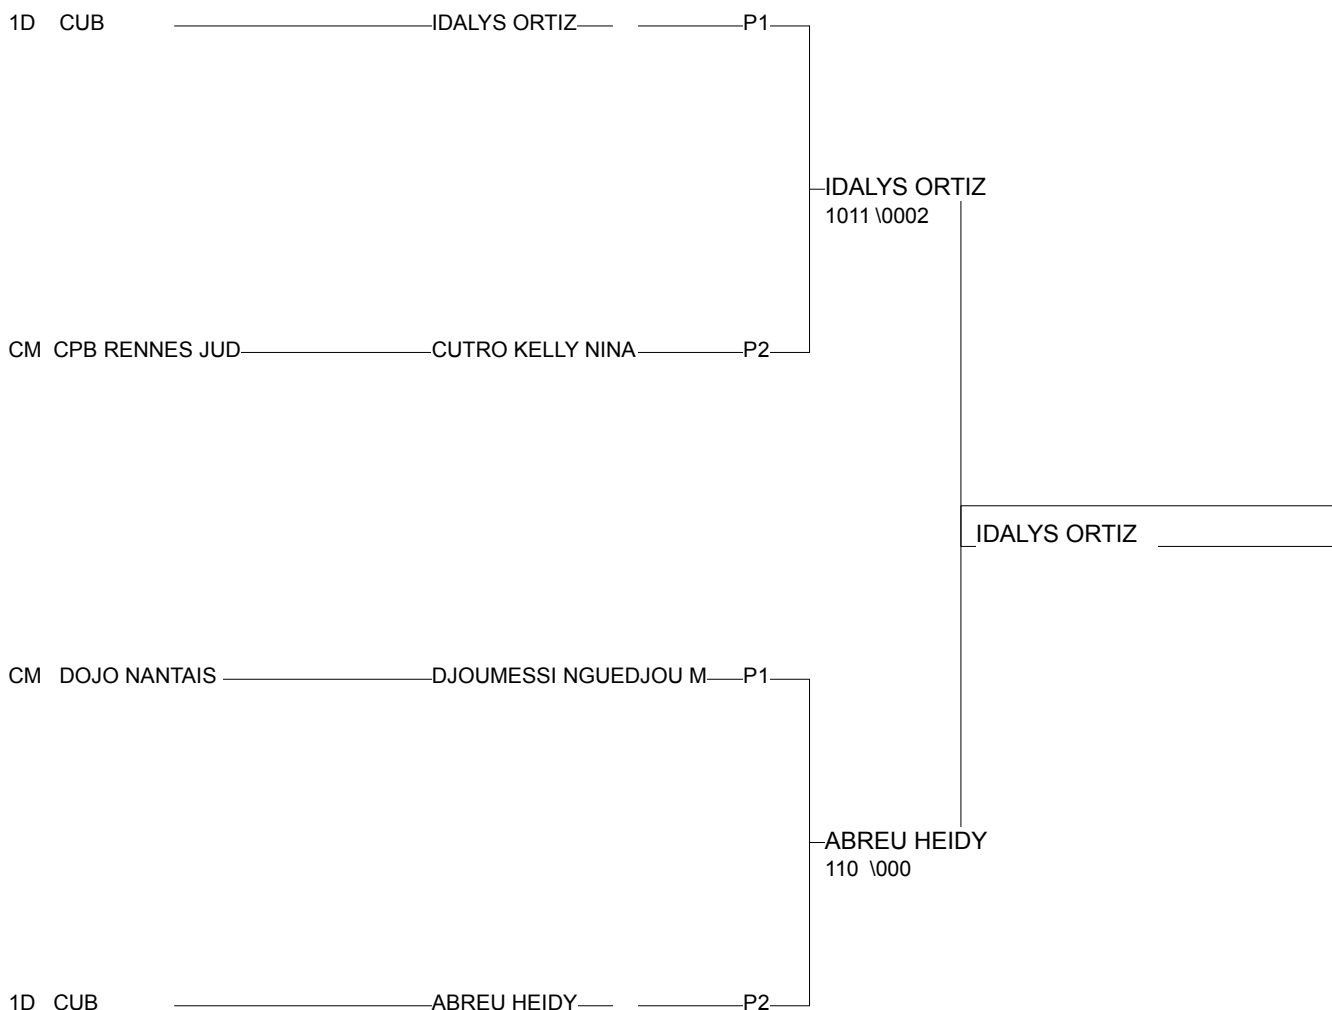 1D CUB IDALYS ORTIZ P1
IDALYS ORTIZ
1011 \0002
CM CPB RENNES JUD CUTRO KELLY NINA P2
IDALYS ORTIZ
CM DOJO NANTAIS DJOUMESSI NGUEDJOU M P1
ABREU HEIDY
110 \000
1D CUB ABREU HEIDY P2